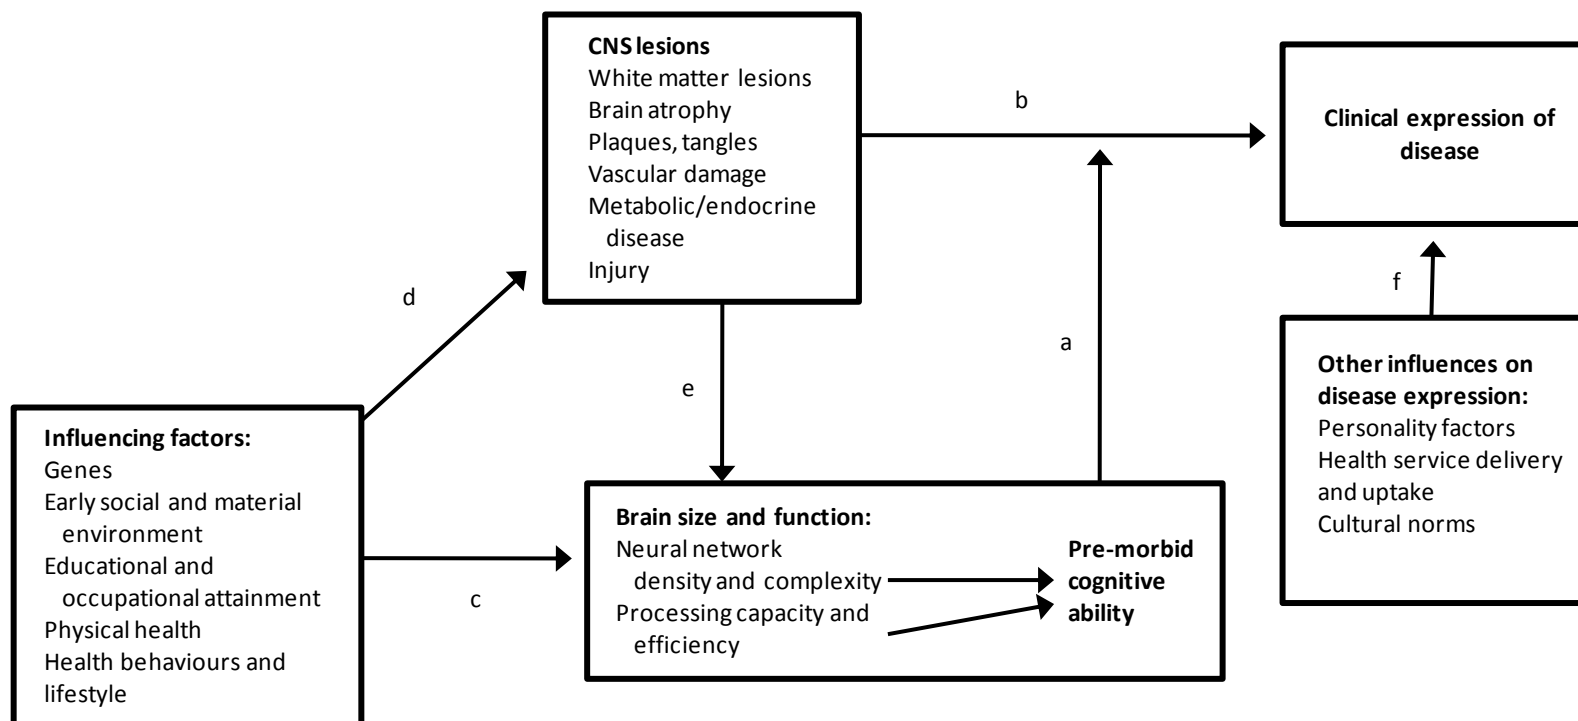 CNS lesions
White matter lesions
Brain atrophy
Plaques, tangles
Vascular damage
Metabolic/endocrine
disease
Injury
b
Clinical expression of
disease
d
e
a
f
Influencing factors:
Genes
Early social and material
environment
Educational and
occupational attainment
Physical health
Health behaviours and
lifestyle
c
Brain size and function:
Neural network
density and complexity
Processing capacity and
efficiency
Pre-morbid
cognitive
ability
Other influences on
disease expression:
Personality factors
Health service delivery
and uptake
Cultural norms